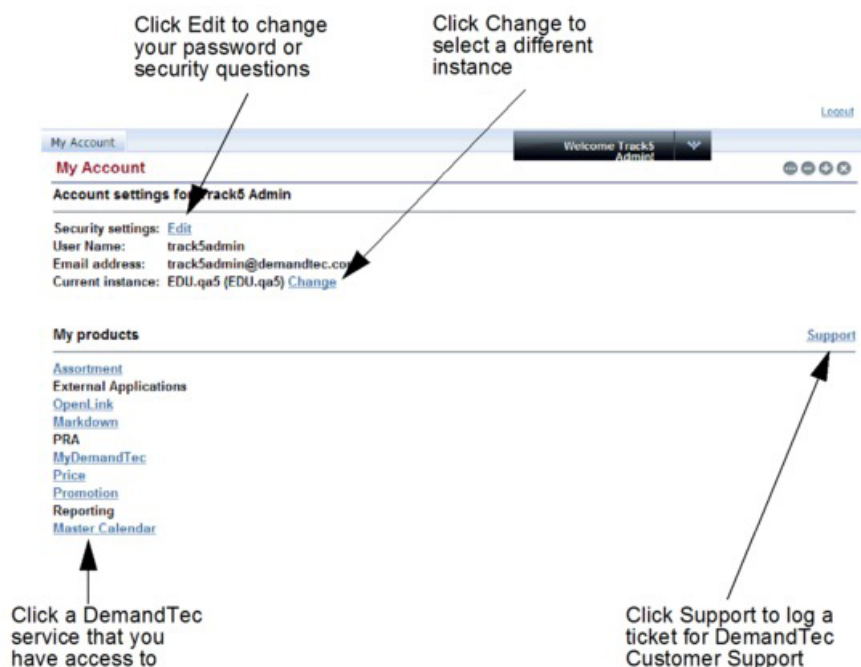 Click Edit to change
your password or
security questions
Click Change to
select a different
instance
Logout
My Account
Welcome Track5
Admin!
My Account
Account settings for Track5 Admin
Security settings: Edit
User Name: track5admin
Email address: track5admin@demandtec.com
Current instance: EDU.qa5 (EDU.qa5) Change
My products
Support
Assortment
External Applications
OpenLink
Markdown
PRA
MyDemandTec
Price
Promotion
Reporting
Master Calendar
Click a DemandTec
service that you
have access to
Click Support to log a
ticket for DemandTec
Customer Support